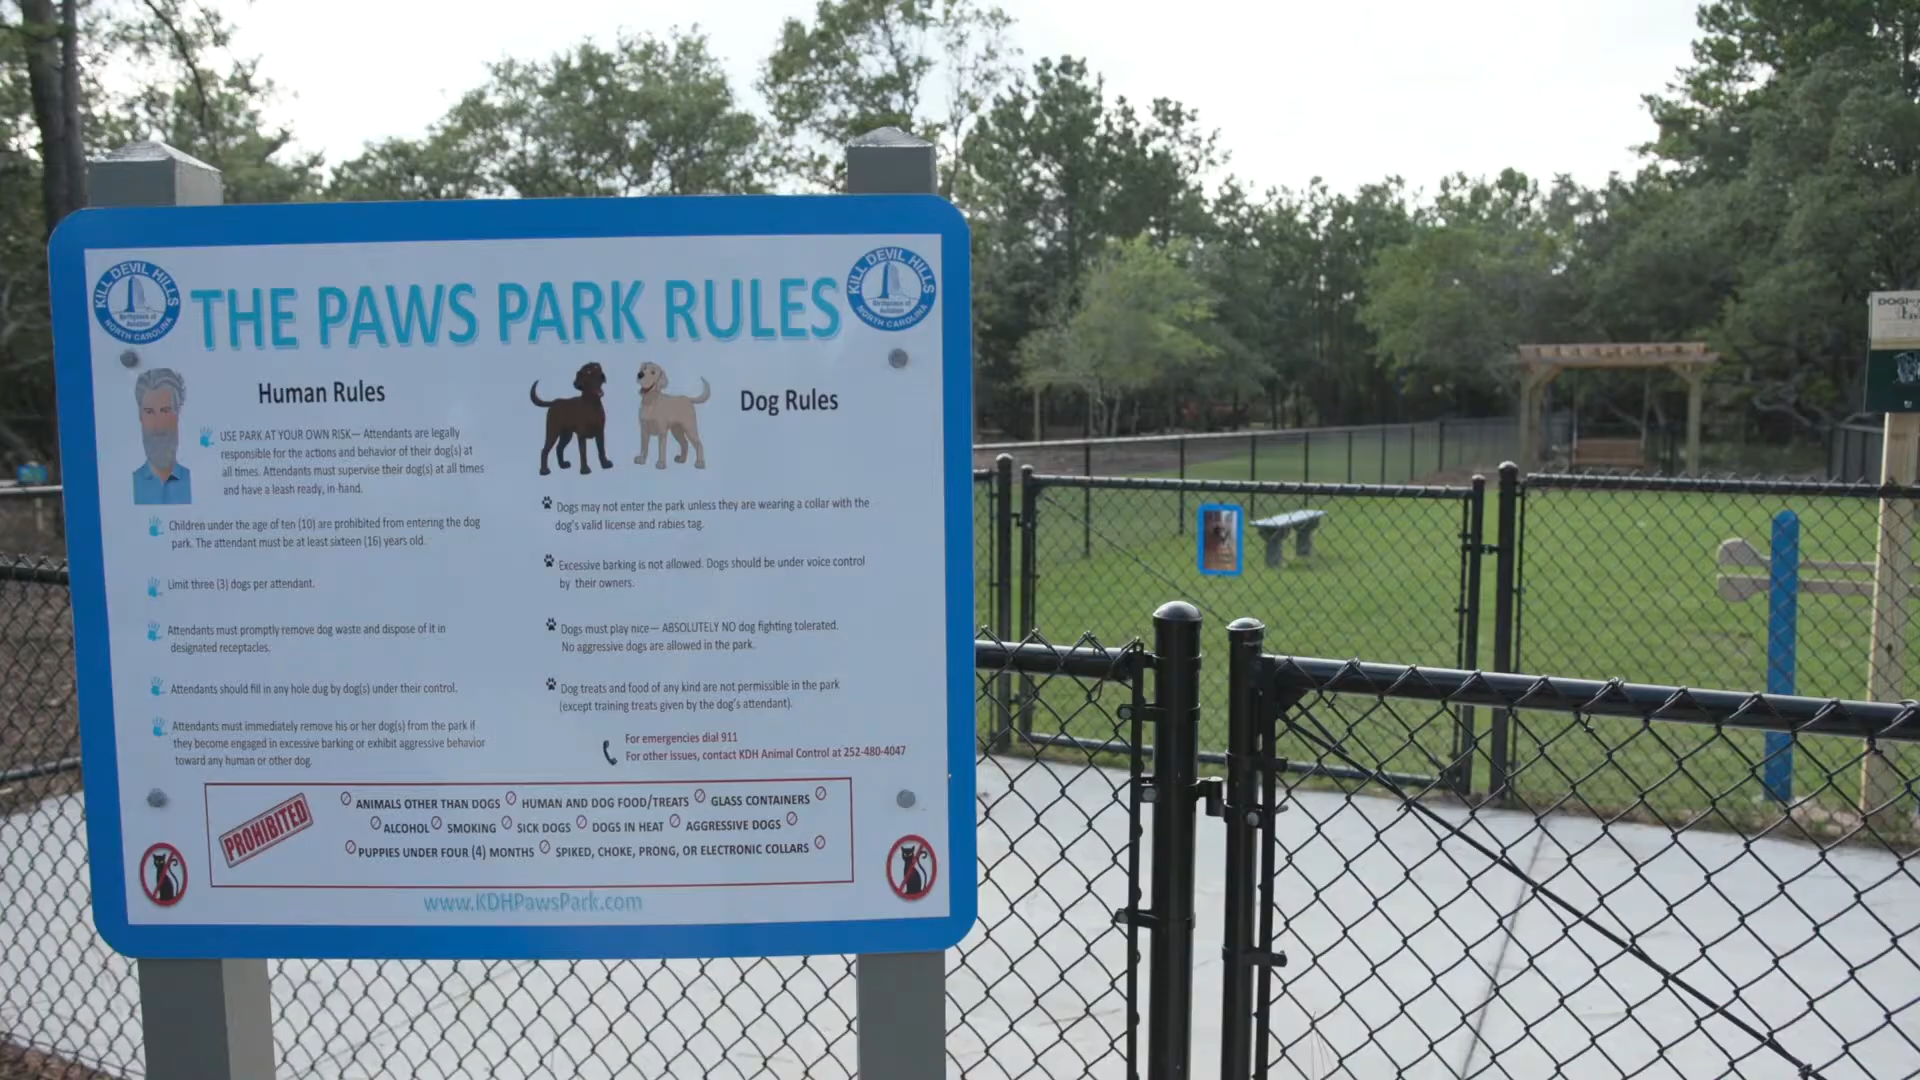 KILL DEVIL HILLS
Birthplace of
Aviation
NORTH CAROLINA
THE PAWS PARK RULES
KILL DEVIL HILLS
Birthplace of
Aviation
NORTH CAROLINA
Human Rules
USE PARK AT YOUR OWN RISK— Attendants are legally
responsible for the actions and behavior of their dog(s) at
all times. Attendants must supervise their dog(s) at all times
and have a leash ready, in-hand.
Children under the age of ten (10) are prohibited from entering the dog
park. The attendant must be at least sixteen (16) years old.
Limit three (3) dogs per attendant.
Attendants must promptly remove dog waste and dispose of it in
designated receptacles.
Attendants should fill in any hole dug by dog(s) under their control.
Attendants must immediately remove his or her dog(s) from the park if
they become engaged in excessive barking or exhibit aggressive behavior
toward any human or other dog.
Dog Rules
Dogs may not enter the park unless they are wearing a collar with the
dog's valid license and rabies tag.
Excessive barking is not allowed. Dogs should be under voice control
by their owners.
Dogs must play nice— ABSOLUTELY NO dog fighting tolerated.
No aggressive dogs are allowed in the park.
Dog treats and food of any kind are not permissible in the park
(except training treats given by the dog's attendant).
For emergencies dial 911
For other issues, contact KDH Animal Control at 252-480-4047
PROHIBITED
ANIMALS OTHER THAN DOGS HUMAN AND DOG FOOD/TREATS GLASS CONTAINERS
ALCOHOL SMOKING SICK DOGS DOGS IN HEAT AGGRESSIVE DOGS
PUPPIES UNDER FOUR (4) MONTHS SPIKED, CHOKE, PRONG, OR ELECTRONIC COLLARS
www.KDHPawsPark.com